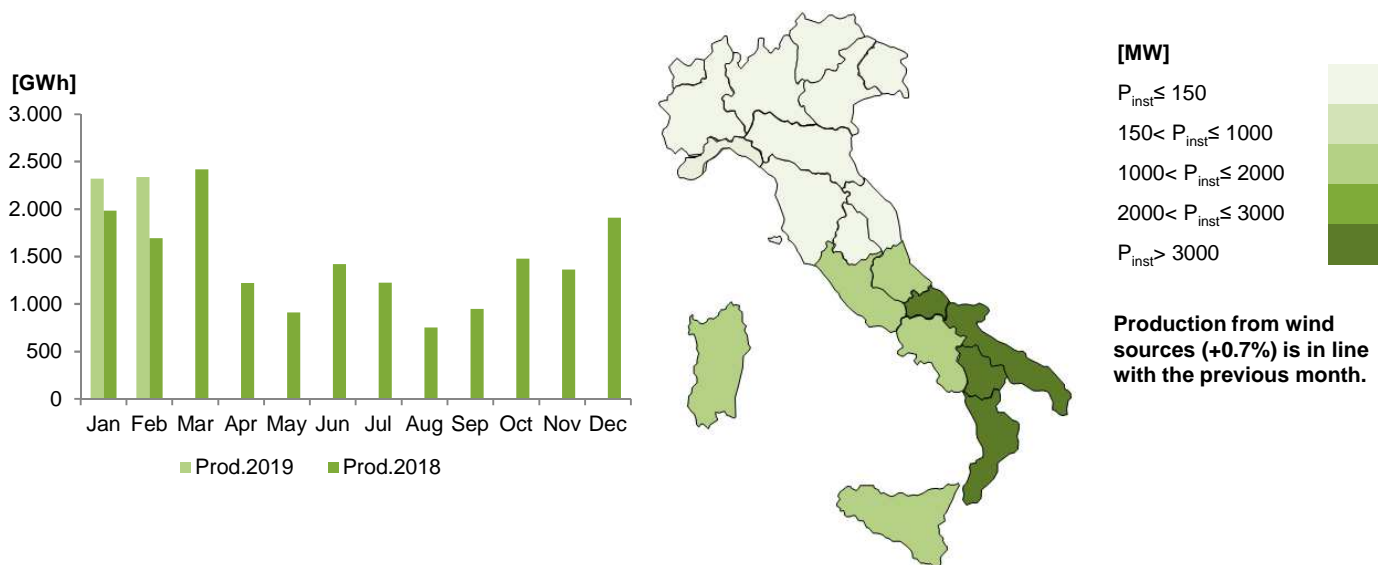 [GWh]
3.000
2.500
2.000
1.500
1.000
500
0
Jan Feb Mar Apr May Jun Jul Aug Sep Oct Nov Dec
Prod.2019 Prod.2018
[MW]
Pinst≤ 150
150< Pinst≤ 1000
1000< Pinst≤ 2000
2000< Pinst≤ 3000
Pinst> 3000
Production from wind
sources (+0.7%) is in line
with the previous month.